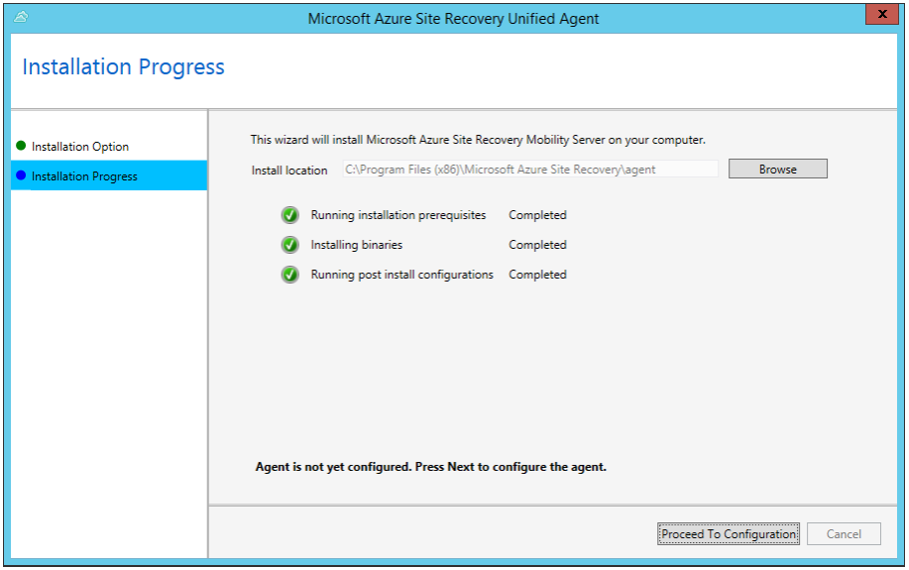 Microsoft Azure Site Recovery Unified Agent
x
Installation Progress
Installation Option
Installation Progress
This wizard will install Microsoft Azure Site Recovery Mobility Server on your computer.
Install location C:\Program Files (x86)\Microsoft Azure Site Recovery\agent Browse
Running installation prerequisites Completed
Installing binaries Completed
Running post install configurations Completed
Agent is not yet configured. Press Next to configure the agent.
Proceed To Configuration Cancel